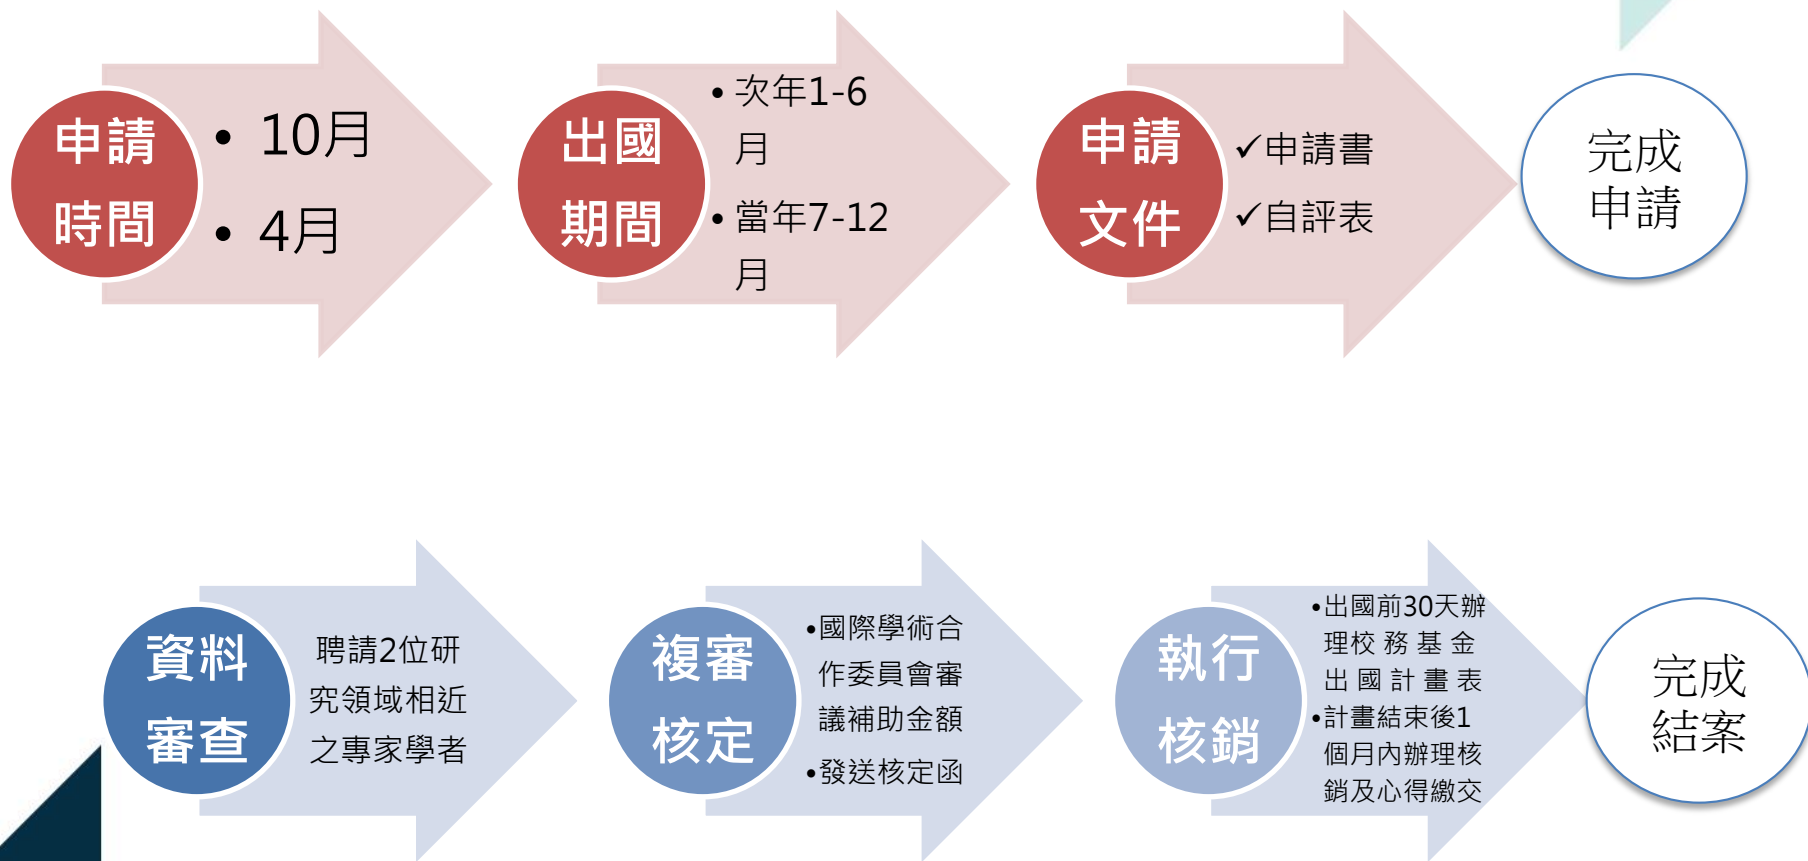 申請
時間
• 10月
• 4月
出國
期間
• 次年1-6
月
• 當年7-12
月
申請
文件
✓申請書
✓自評表
完成
申請
資料
審查
聘請2位研
究領域相近
之專家學者
複審
核定
•國際學術合
作委員會審
議補助金額
•發送核定函
執行
核銷
•出國前30天辦
理校務基金
出國計畫表
•計畫結束後1
個月內辦理核
銷及心得繳交
完成
結案